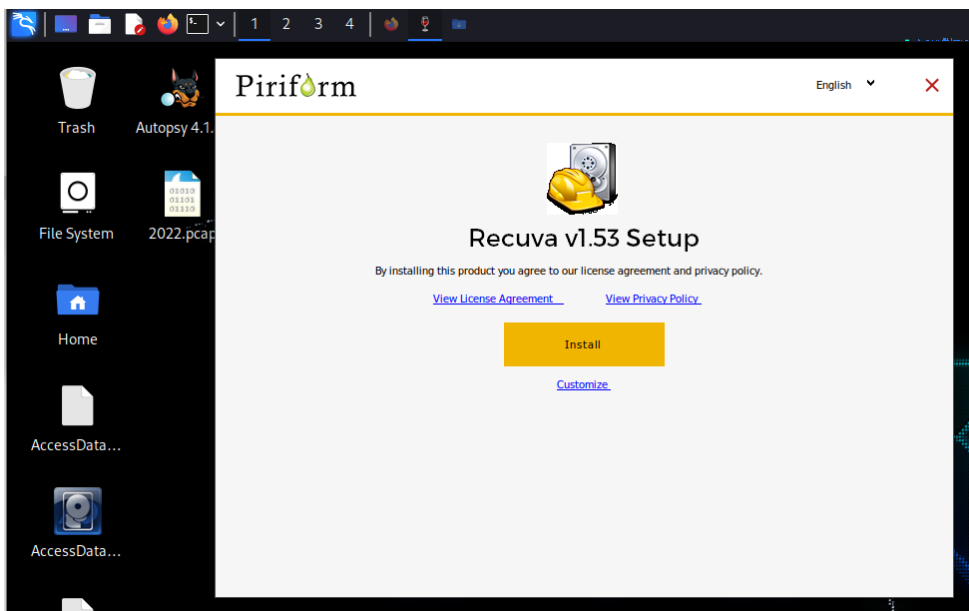 1 2 3 4
Piriform
English
Trash
Autopsy 4.1.
Recuva v1.53 Setup
File System
2022.pcap
By installing this product you agree to our license agreement and privacy policy.
View License Agreement
View Privacy Policy
Install
Home
Customize
AccessData...
AccessData...